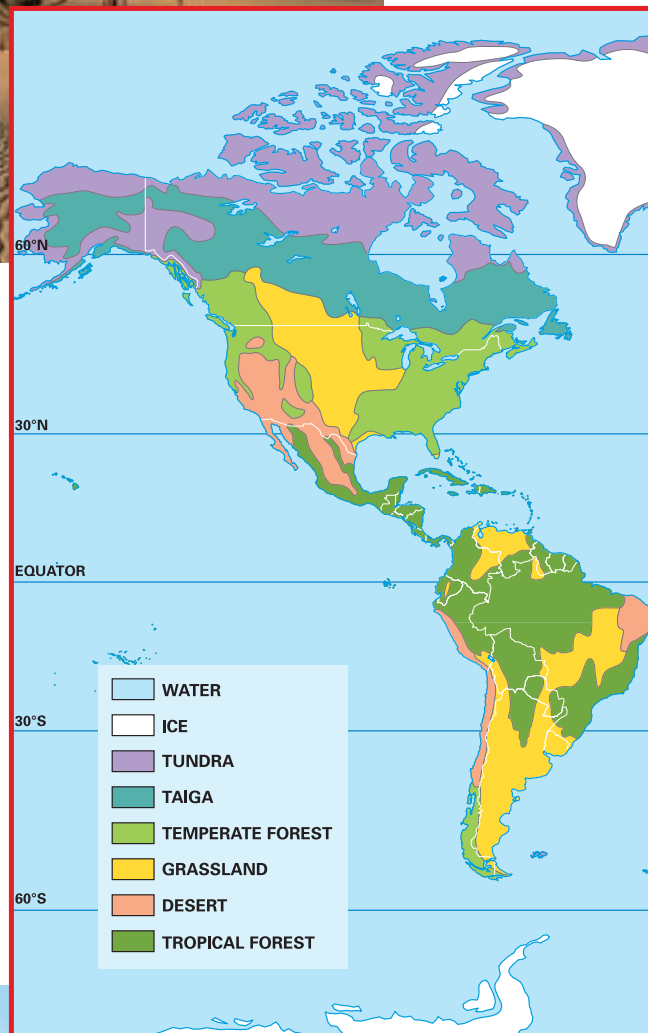 60°N
30°N
EQUATOR
30°S
60°S
WATER
ICE
TUNDRA
TAIGA
TEMPERATE FOREST
GRASSLAND
DESERT
TROPICAL FOREST